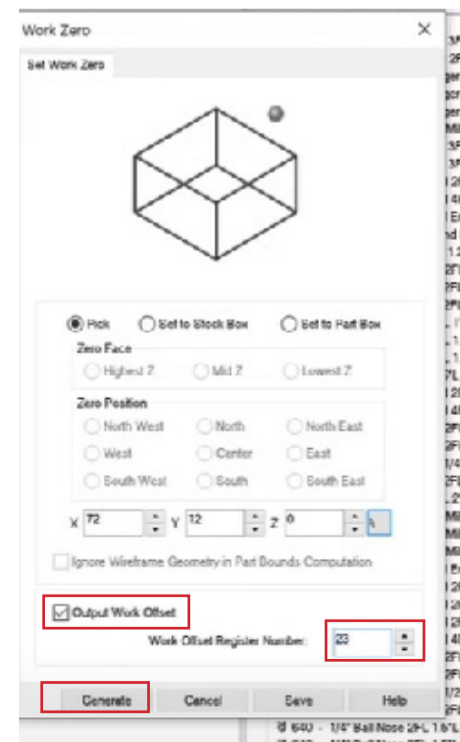 Work Zero
Set Work Zero
Pick Set to Stock Box Set to Part Box
Zero Face
Highest Z Mid Z Lowest Z
Zero Position
North West North North East
West Center East
South West South South East
X 72 Y 12 Z 0
Ignore Wireframe Geometry in Part Bounds Computation
Output Work Offset
Work Offset Register Number: 23
Generate Cancel Save Help
640 - 1/4" Ball Nose 2FL 1.5"L